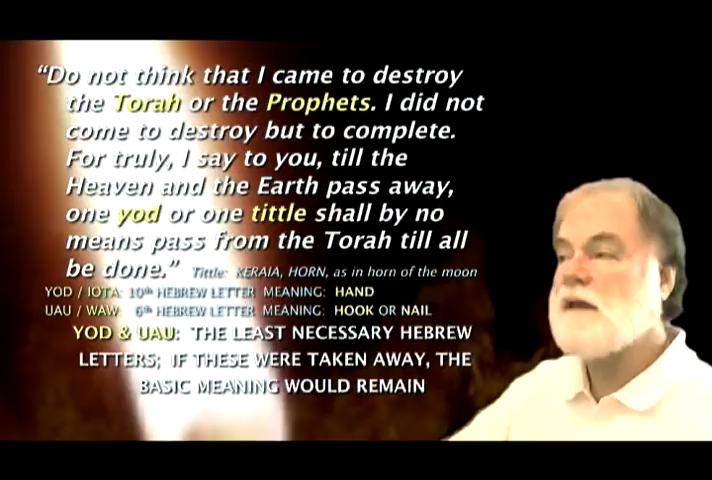 “Do not think that I came to destroy
the Torah or the Prophets. I did not
come to destroy but to complete.
For truly, I say to you, till the
Heaven and the Earth pass away,
one yod or one tittle shall by no
means pass from the Torah till all
be done.” Tittle: KERAIA, HORN, as in horn of the moon
YOD / IOTA: 10th HEBREW LETTER MEANING: HAND
UAU / WAW: 6th HEBREW LETTER MEANING: HOOK OR NAIL
YOD & UAU: THE LEAST NECESSARY HEBREW
LETTERS; IF THESE WERE TAKEN AWAY, THE
BASIC MEANING WOULD REMAIN